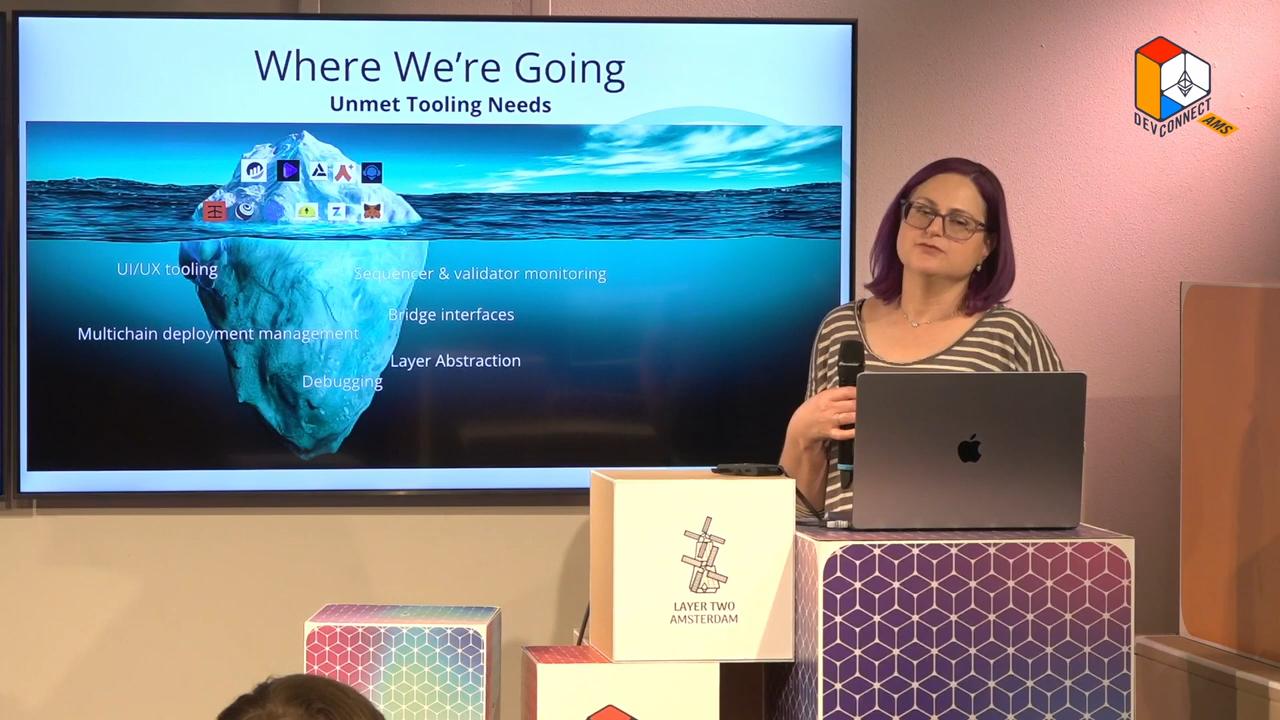 Where We're Going
Unmet Tooling Needs
UI/UX tooling
Sequencer & validator monitoring
Bridge interfaces
Multichain deployment management
Layer Abstraction
Debugging
DEVCONNECT
AMS
LAYER TWO
AMSTERDAM